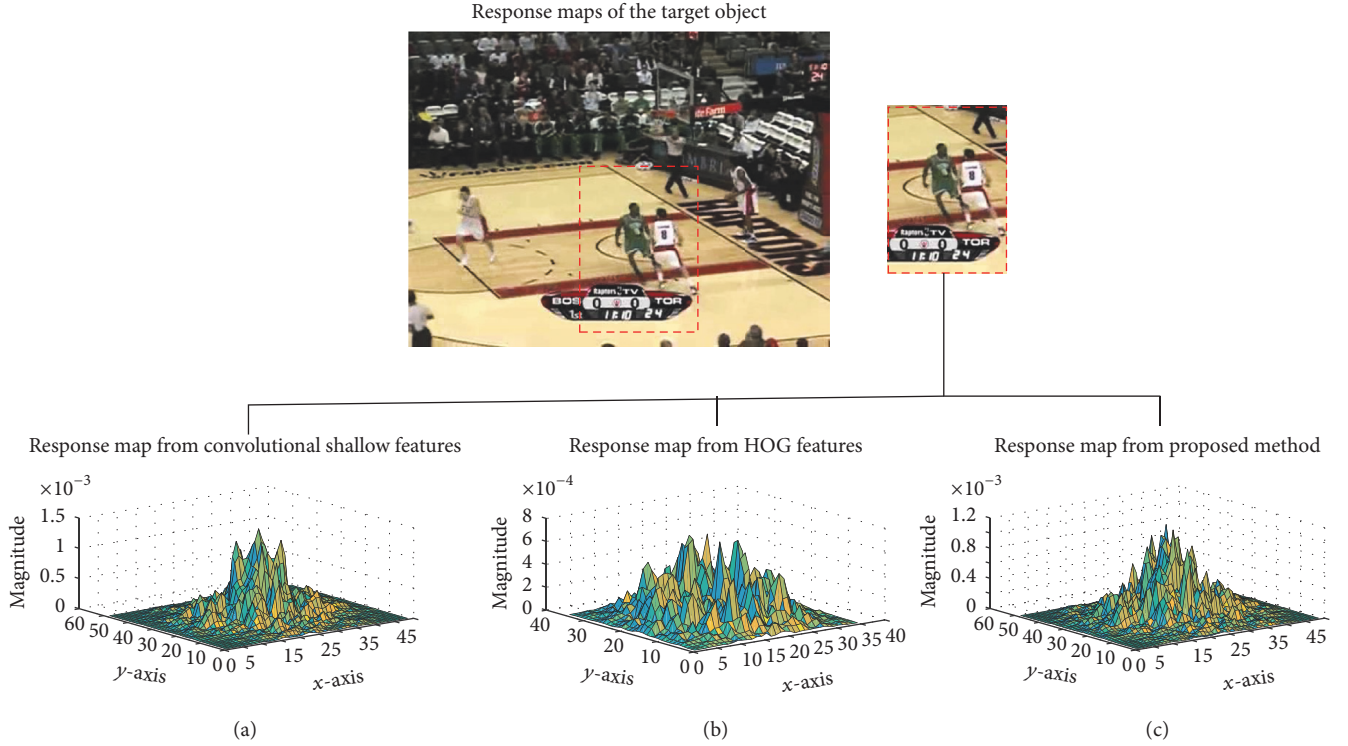 Response maps of the target object
24
teFarm
MBRI
8
Raptors TV
BOS 0 0 TOR
1st 11:10 24
8
Raptors TV
0 0 TOR
11:10 24
Response map from convolutional shallow features
×10⁻³
1.5
1
0.5
0
Magnitude
60 50 40 30 20 10 0
y-axis
0 5 15 25 35 45
x-axis
(a)
Response map from HOG features
×10⁻⁴
8
6
4
2
0
Magnitude
40 30 20 10 0
y-axis
0 5 10 15 20 25 30 35 40
x-axis
(b)
Response map from proposed method
×10⁻³
1.2
0.8
0.4
0
Magnitude
60 50 40 30 20 10 0
y-axis
0 5 15 25 35 45
x-axis
(c)